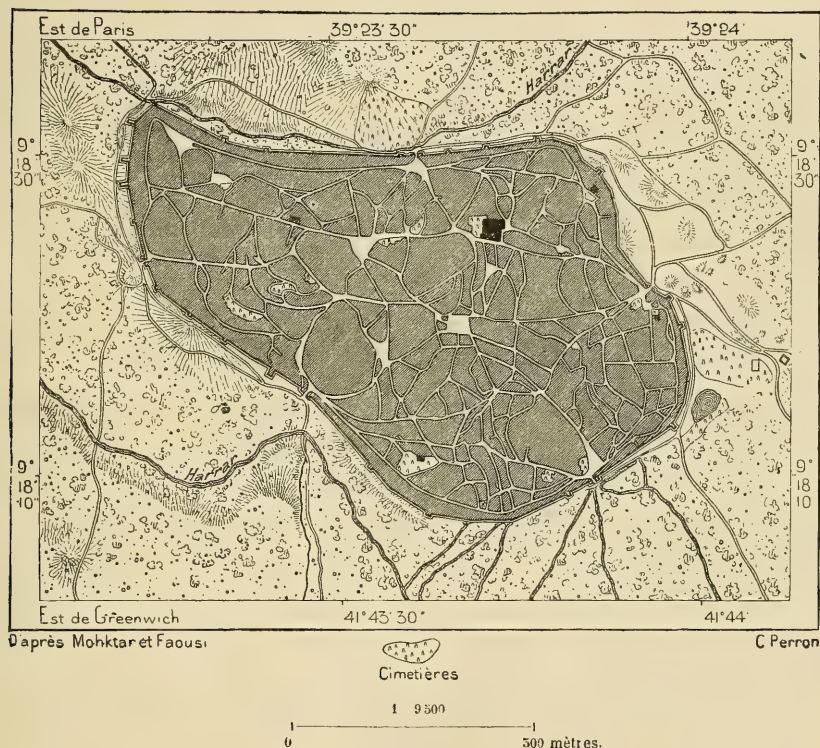 Est de Paris 39°23'30" 39°24'
Harrar
9° 18' 30" 9° 18' 30"
Harrar
9° 18' 10" 9° 18' 10"
Est de Greenwich 41°43'30" 41°44'
D'après Mohktar et Faousi C Perron
Cimetières
1 9500
0 500 mètres.